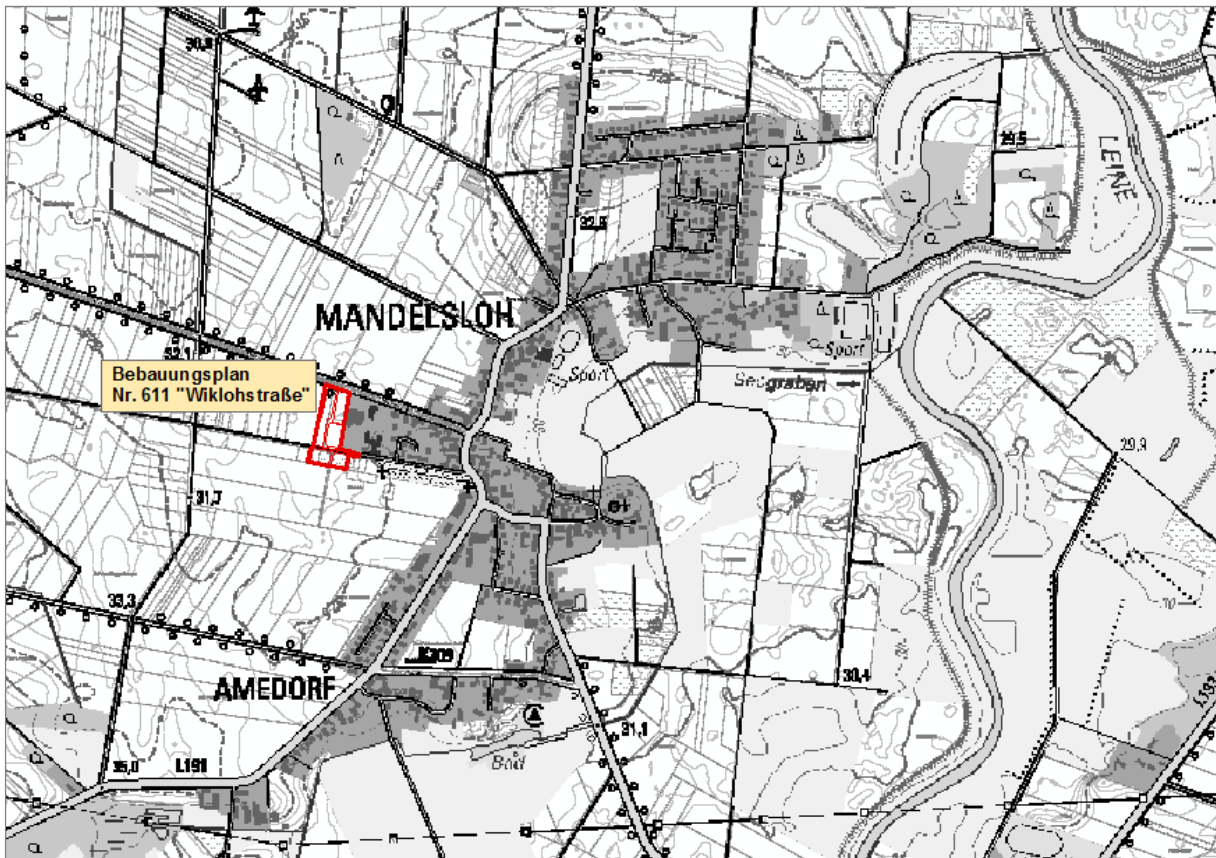 30,8
LEINE
29,5
32,8
MANDELSLOH
Sport
32,1
Bebauungsplan
Nr. 611 "Wiklohstraße"
Sport
Seegraben
29,9
31,7
33,3
K309
30,4
AMEDORF
L193
31,1
Bad
35,0
L191